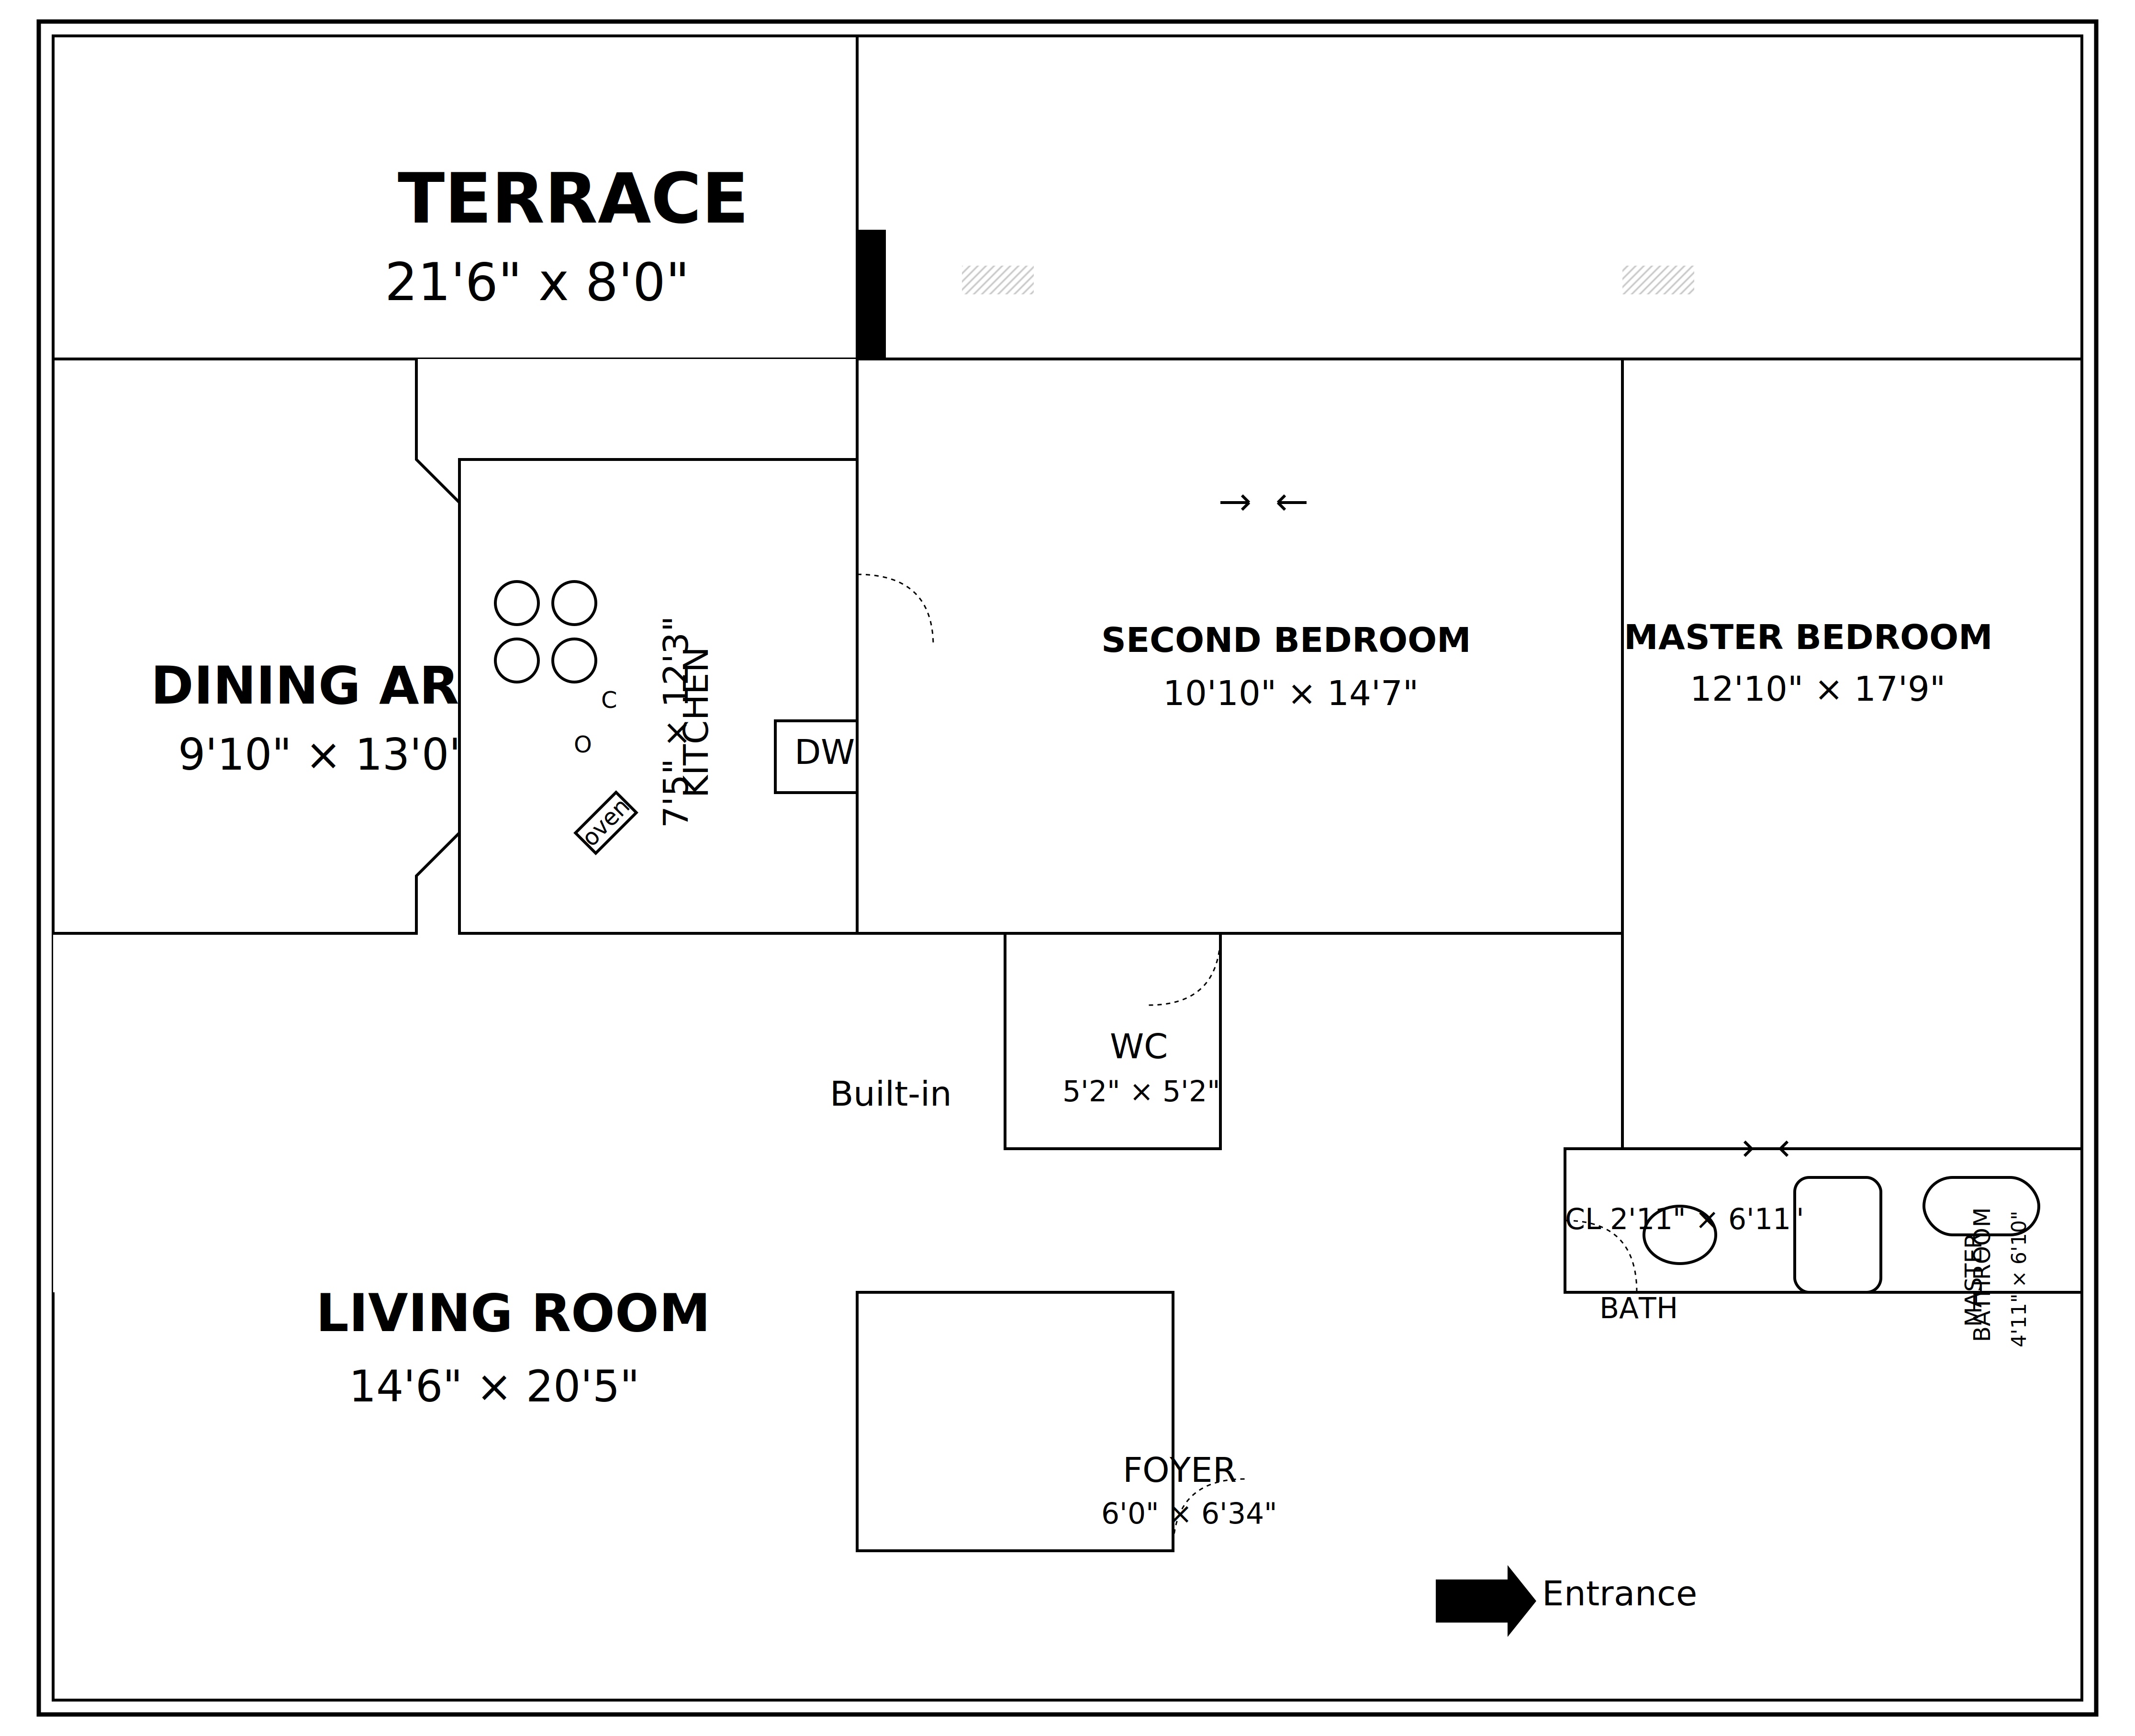 TERRACE
21'6" x 8'0"
→ ←
DINING AR
9'10" × 13'0'
C
O
oven
7'5" × 12'3"
KITCHEN
DW
SECOND BEDROOM
10'10" × 14'7"
MASTER BEDROOM
12'10" × 17'9"
WC
5'2" × 5'2"
Built-in
CL 2'11" × 6'11"
BATH
MASTER
BATHROOM
4'11" × 6'10"
LIVING ROOM
14'6" × 20'5"
FOYER
6'0" × 6'34"
Entrance